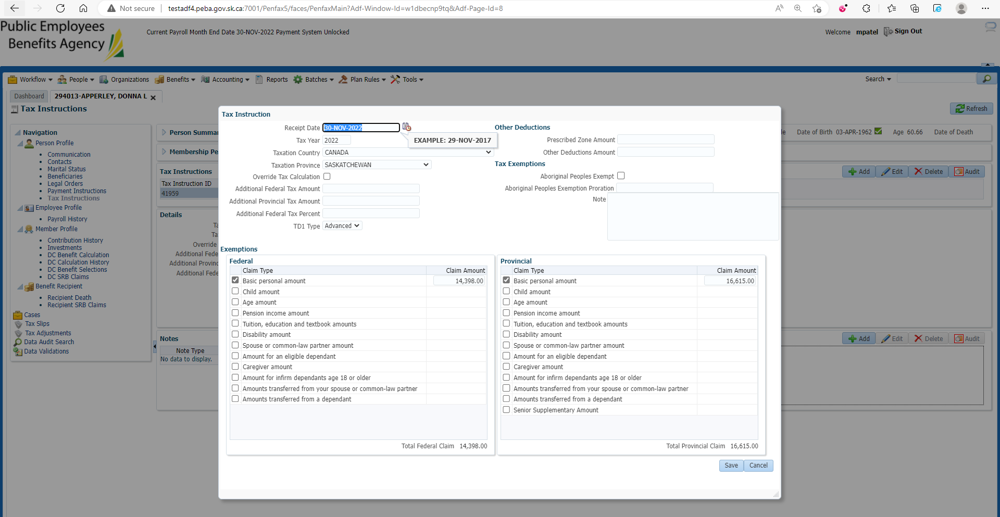 Not secure
testadf4.peba.gov.sk.ca:7001/Penfax5/faces/PenfaxMain?Adf-Window-Id=w1dbecnp9tq&Adf-Page-Id=8
Public Employees
Benefits Agency
Current Payroll Month End Date 30-NOV-2022 Payment System Unlocked
Welcome mpatel Sign Out
Workflow People Organizations Benefits Accounting Reports Batches Plan Rules Tools
Search
Dashboard 294013-APPERLEY, DONNA L
Tax Instructions
Refresh
Navigation
Person Profile
Communication
Contacts
Marital Status
Beneficiaries
Legal Orders
Payment Instructions
Tax Instructions
Employee Profile
Payroll History
Member Profile
Contribution History
Investments
DC Benefit Calculation
DC Calculation History
DC Benefit Selections
DC SRB Claims
Benefit Recipient
Recipient Death
Recipient SRB Claims
Cases
Tax Slips
Tax Adjustments
Data Audit Search
Data Validations
Person Summar
Date of Birth 03-APR-1962 Age 60.66 Date of Death
Membership Pe
Tax Instructions
Add Edit Delete Audit
Tax Instruction ID
41959
Details
Ta
Ta
Override
Additional Fede
Additional Provinc
Additional Fede
Notes
Add Edit Delete Audit
Note Type
No data to display.
Tax Instruction
Receipt Date 30-NOV-2022
EXAMPLE: 29-NOV-2017
Tax Year 2022
Taxation Country CANADA
Taxation Province SASKATCHEWAN
Override Tax Calculation
Additional Federal Tax Amount
Additional Provincial Tax Amount
Additional Federal Tax Percent
TD1 Type Advanced
Other Deductions
Prescribed Zone Amount
Other Deductions Amount
Tax Exemptions
Aboriginal Peoples Exempt
Aboriginal Peoples Exemption Proration
Note
Exemptions
Federal
Claim Type Claim Amount
Basic personal amount 14,398.00
Child amount
Age amount
Pension income amount
Tuition, education and textbook amounts
Disability amount
Spouse or common-law partner amount
Amount for an eligible dependant
Caregiver amount
Amount for infirm dependants age 18 or older
Amounts transferred from your spouse or common-law partner
Amounts transferred from a dependant
Total Federal Claim 14,398.00
Provincial
Claim Type Claim Amount
Basic personal amount 16,615.00
Child amount
Age amount
Pension income amount
Tuition, education and textbook amounts
Disability amount
Spouse or common-law partner amount
Amount for an eligible dependant
Caregiver amount
Amount for infirm dependants age 18 or older
Amounts transferred from your spouse or common-law partner
Amounts transferred from a dependant
Senior Supplementary Amount
Total Provincial Claim 16,615.00
Save Cancel